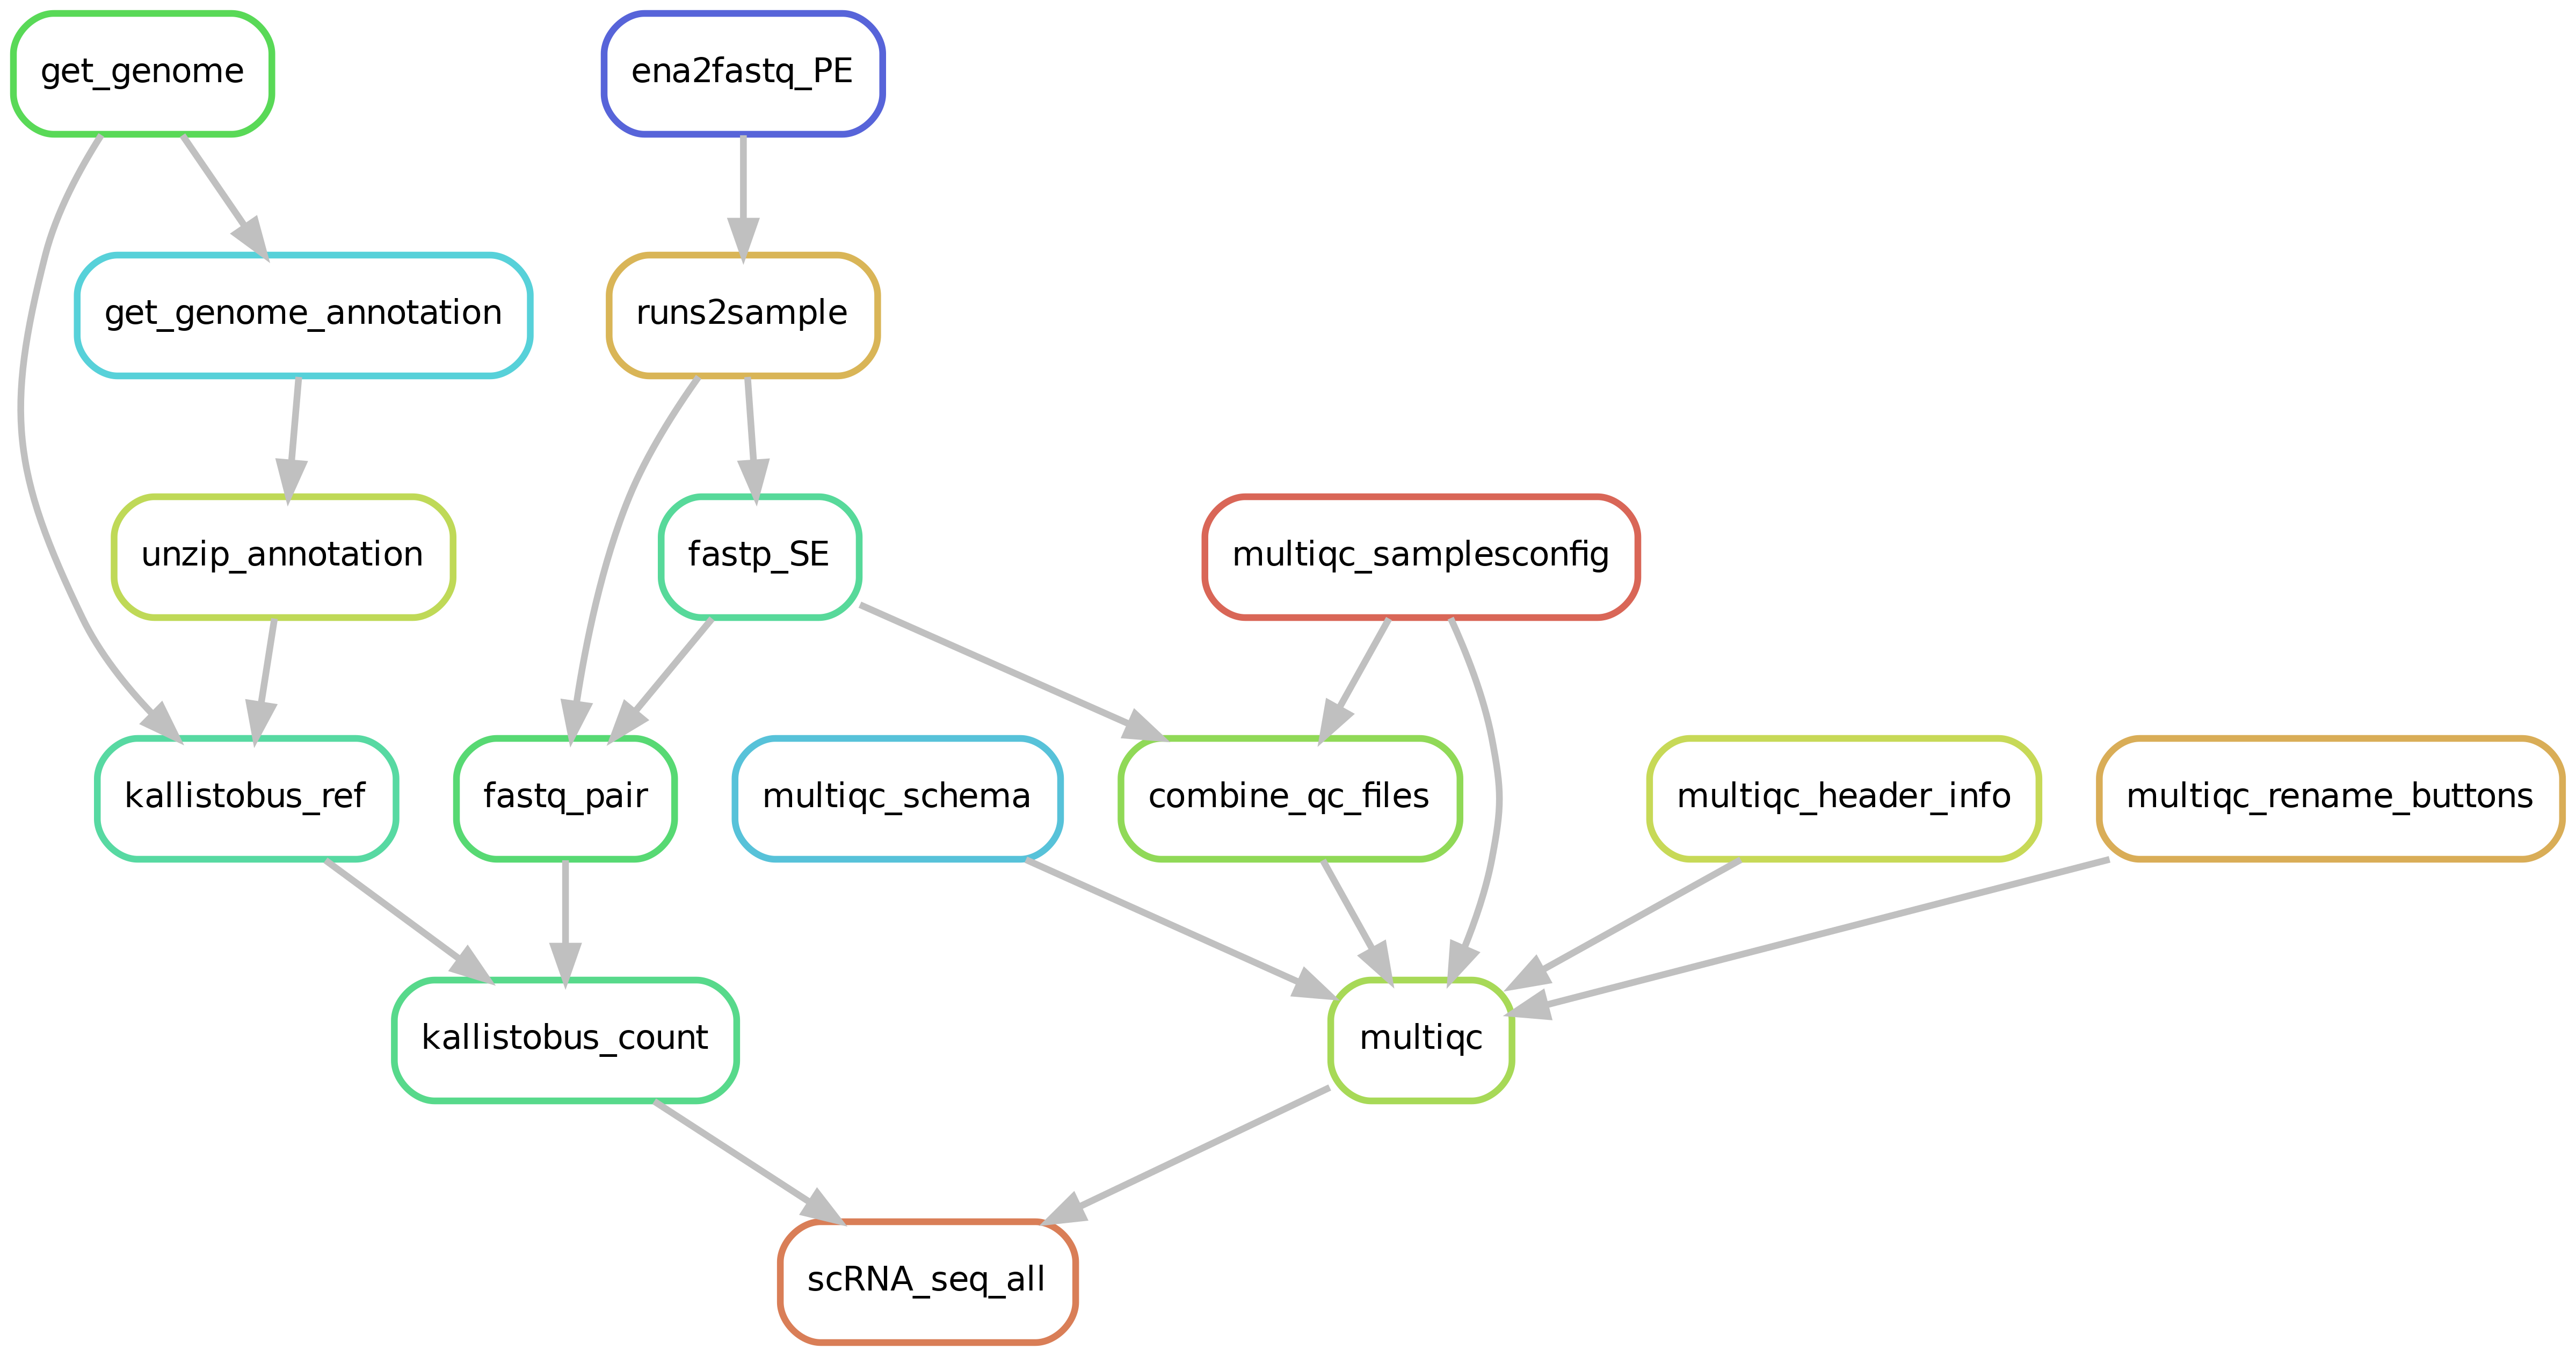 get_genome
ena2fastq_PE
get_genome_annotation
runs2sample
unzip_annotation
fastp_SE
multiqc_samplesconfig
kallistobus_ref
fastq_pair
multiqc_schema
combine_qc_files
multiqc_header_info
multiqc_rename_buttons
kallistobus_count
multiqc
scRNA_seq_all